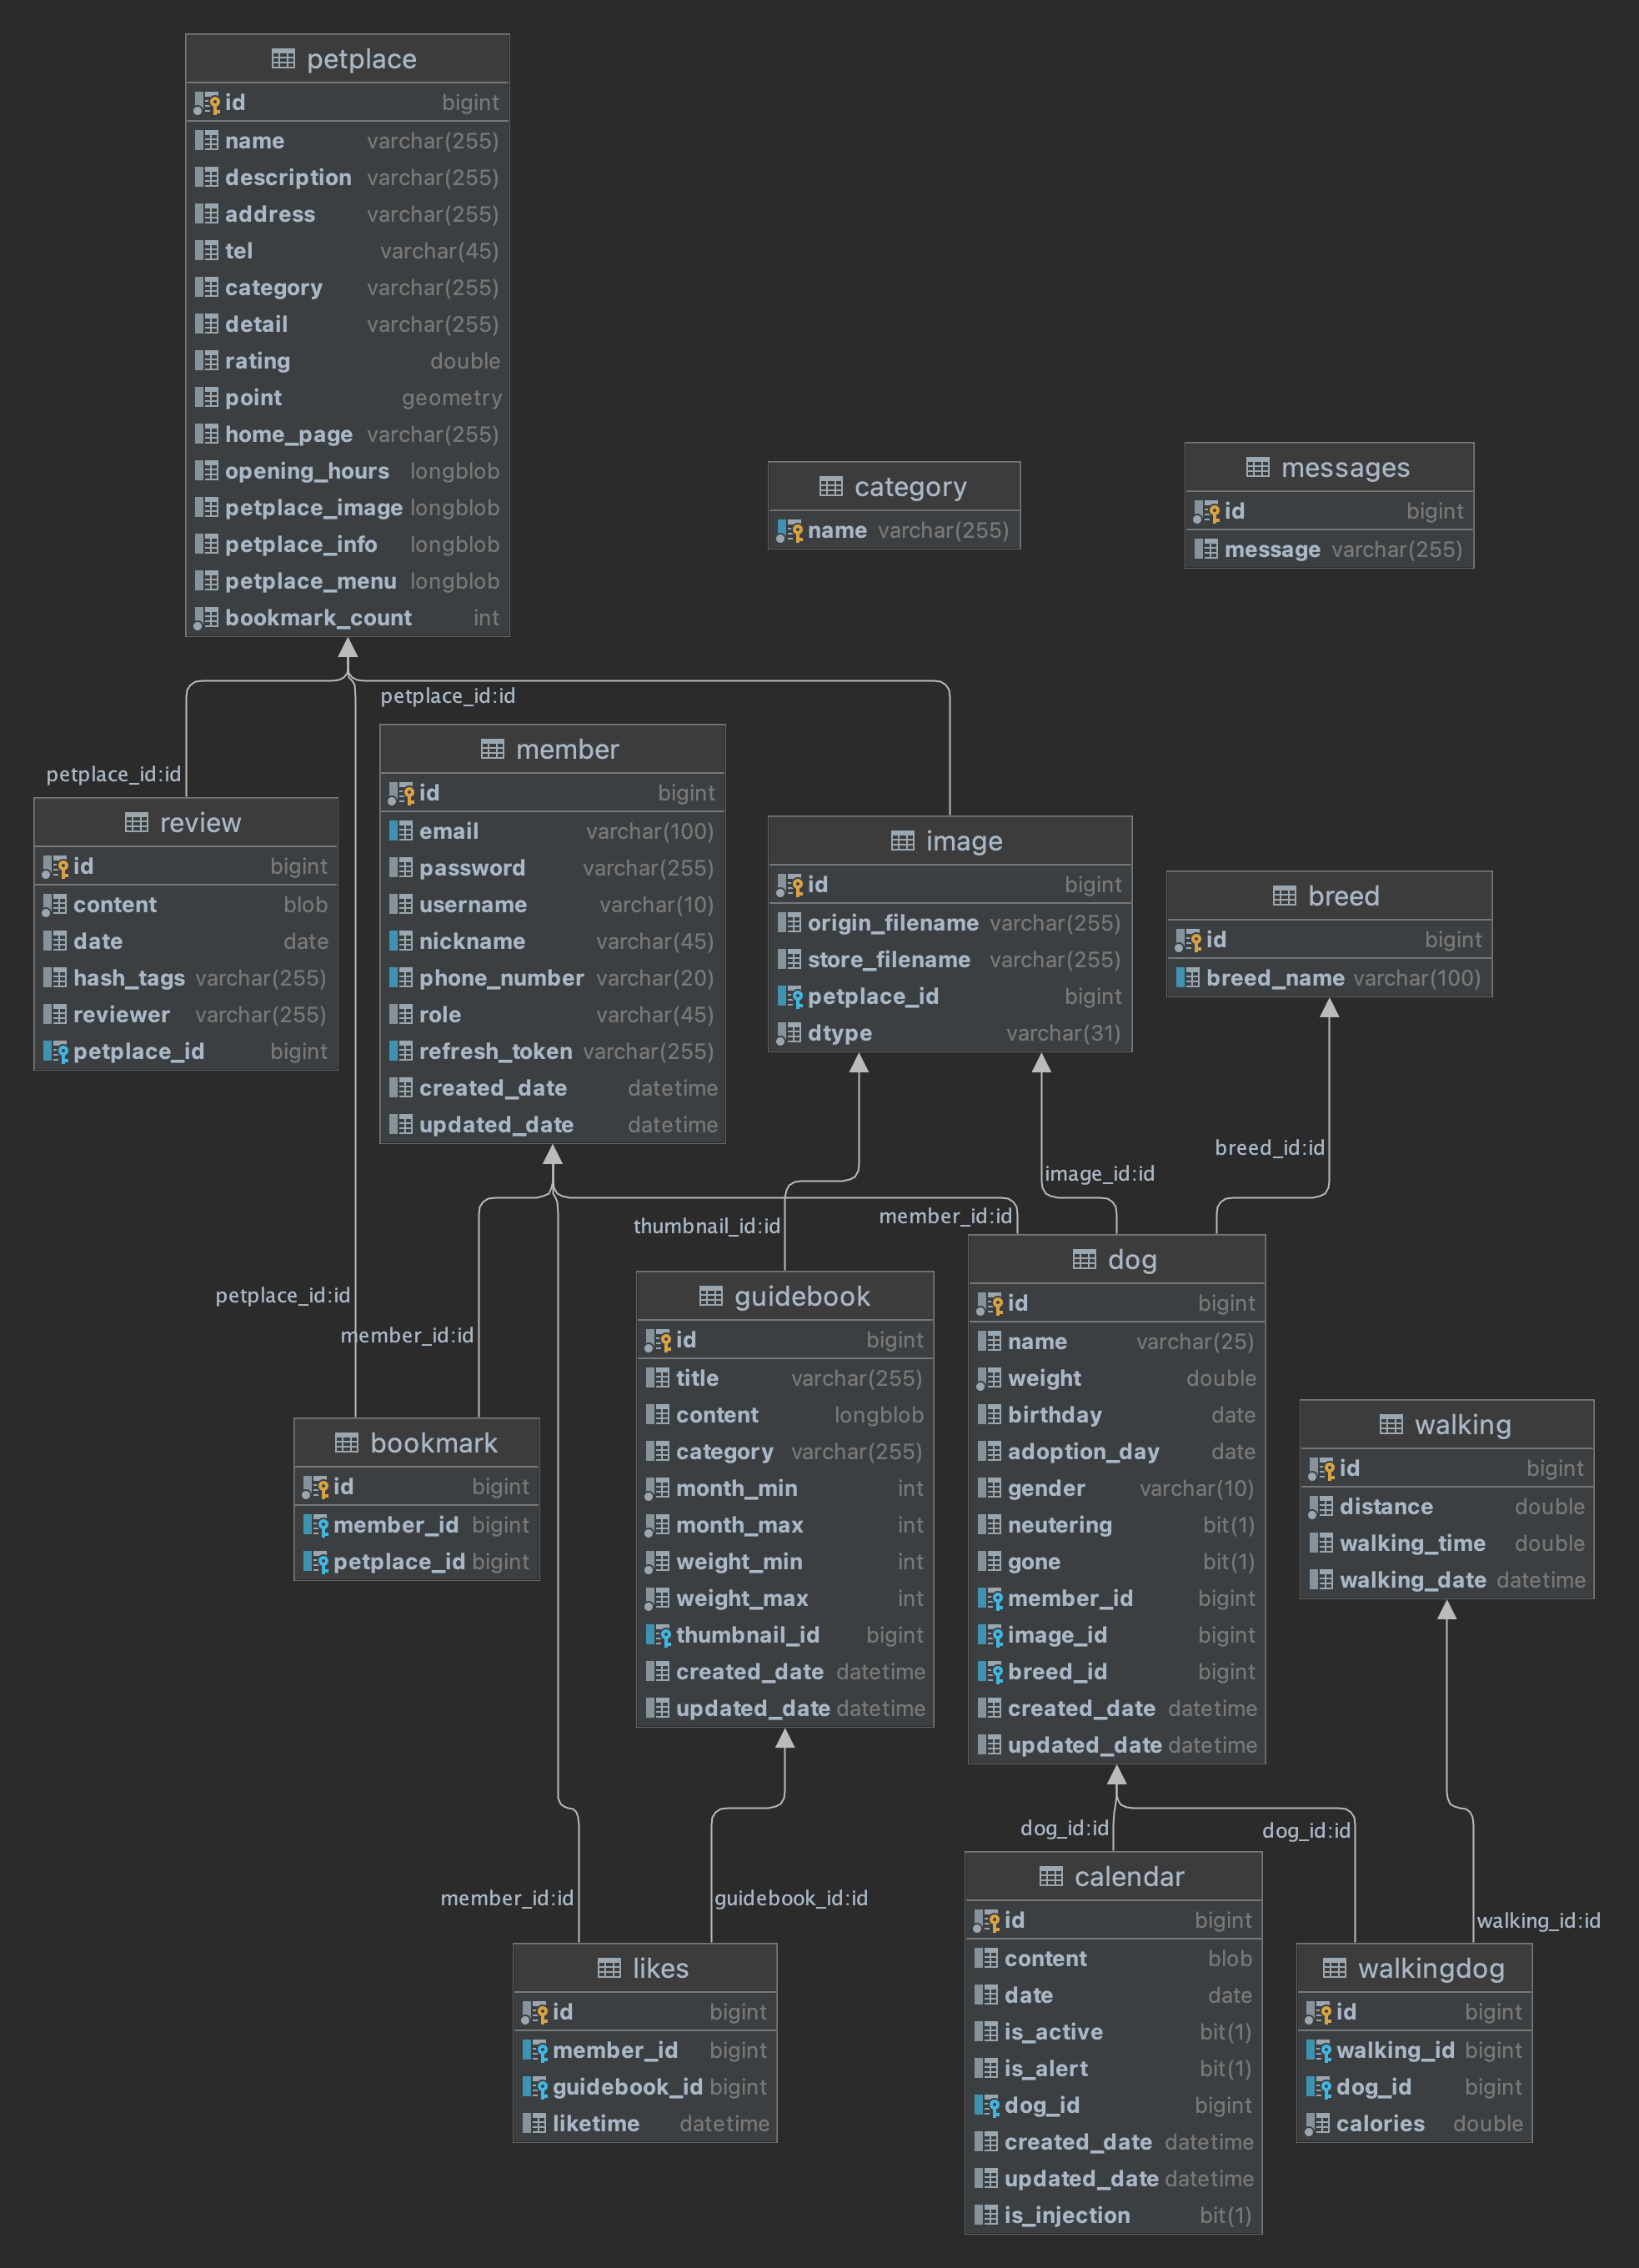 petplace
id bigint
name varchar(255)
description varchar(255)
address varchar(255)
tel varchar(45)
category varchar(255)
detail varchar(255)
rating double
point geometry
home_page varchar(255)
opening_hours longblob
petplace_image longblob
petplace_info longblob
petplace_menu longblob
bookmark_count int
category
name varchar(255)
messages
id bigint
message varchar(255)
petplace_id:id
petplace_id:id
review
id bigint
content blob
date date
hash_tags varchar(255)
reviewer varchar(255)
petplace_id bigint
member
id bigint
email varchar(100)
password varchar(255)
username varchar(10)
nickname varchar(45)
phone_number varchar(20)
role varchar(45)
refresh_token varchar(255)
created_date datetime
updated_date datetime
image
id bigint
origin_filename varchar(255)
store_filename varchar(255)
petplace_id bigint
dtype varchar(31)
breed
id bigint
breed_name varchar(100)
breed_id:id
image_id:id
member_id:id
thumbnail_id:id
petplace_id:id
member_id:id
bookmark
id bigint
member_id bigint
petplace_id bigint
guidebook
id bigint
title varchar(255)
content longblob
category varchar(255)
month_min int
month_max int
weight_min int
weight_max int
thumbnail_id bigint
created_date datetime
updated_date datetime
dog
id bigint
name varchar(25)
weight double
birthday date
adoption_day date
gender varchar(10)
neutering bit(1)
gone bit(1)
member_id bigint
image_id bigint
breed_id bigint
created_date datetime
updated_date datetime
walking
id bigint
distance double
walking_time double
walking_date datetime
dog_id:id
dog_id:id
member_id:id
guidebook_id:id
walking_id:id
likes
id bigint
member_id bigint
guidebook_id bigint
liketime datetime
calendar
id bigint
content blob
date date
is_active bit(1)
is_alert bit(1)
dog_id bigint
created_date datetime
updated_date datetime
is_injection bit(1)
walkingdog
id bigint
walking_id bigint
dog_id bigint
calories double